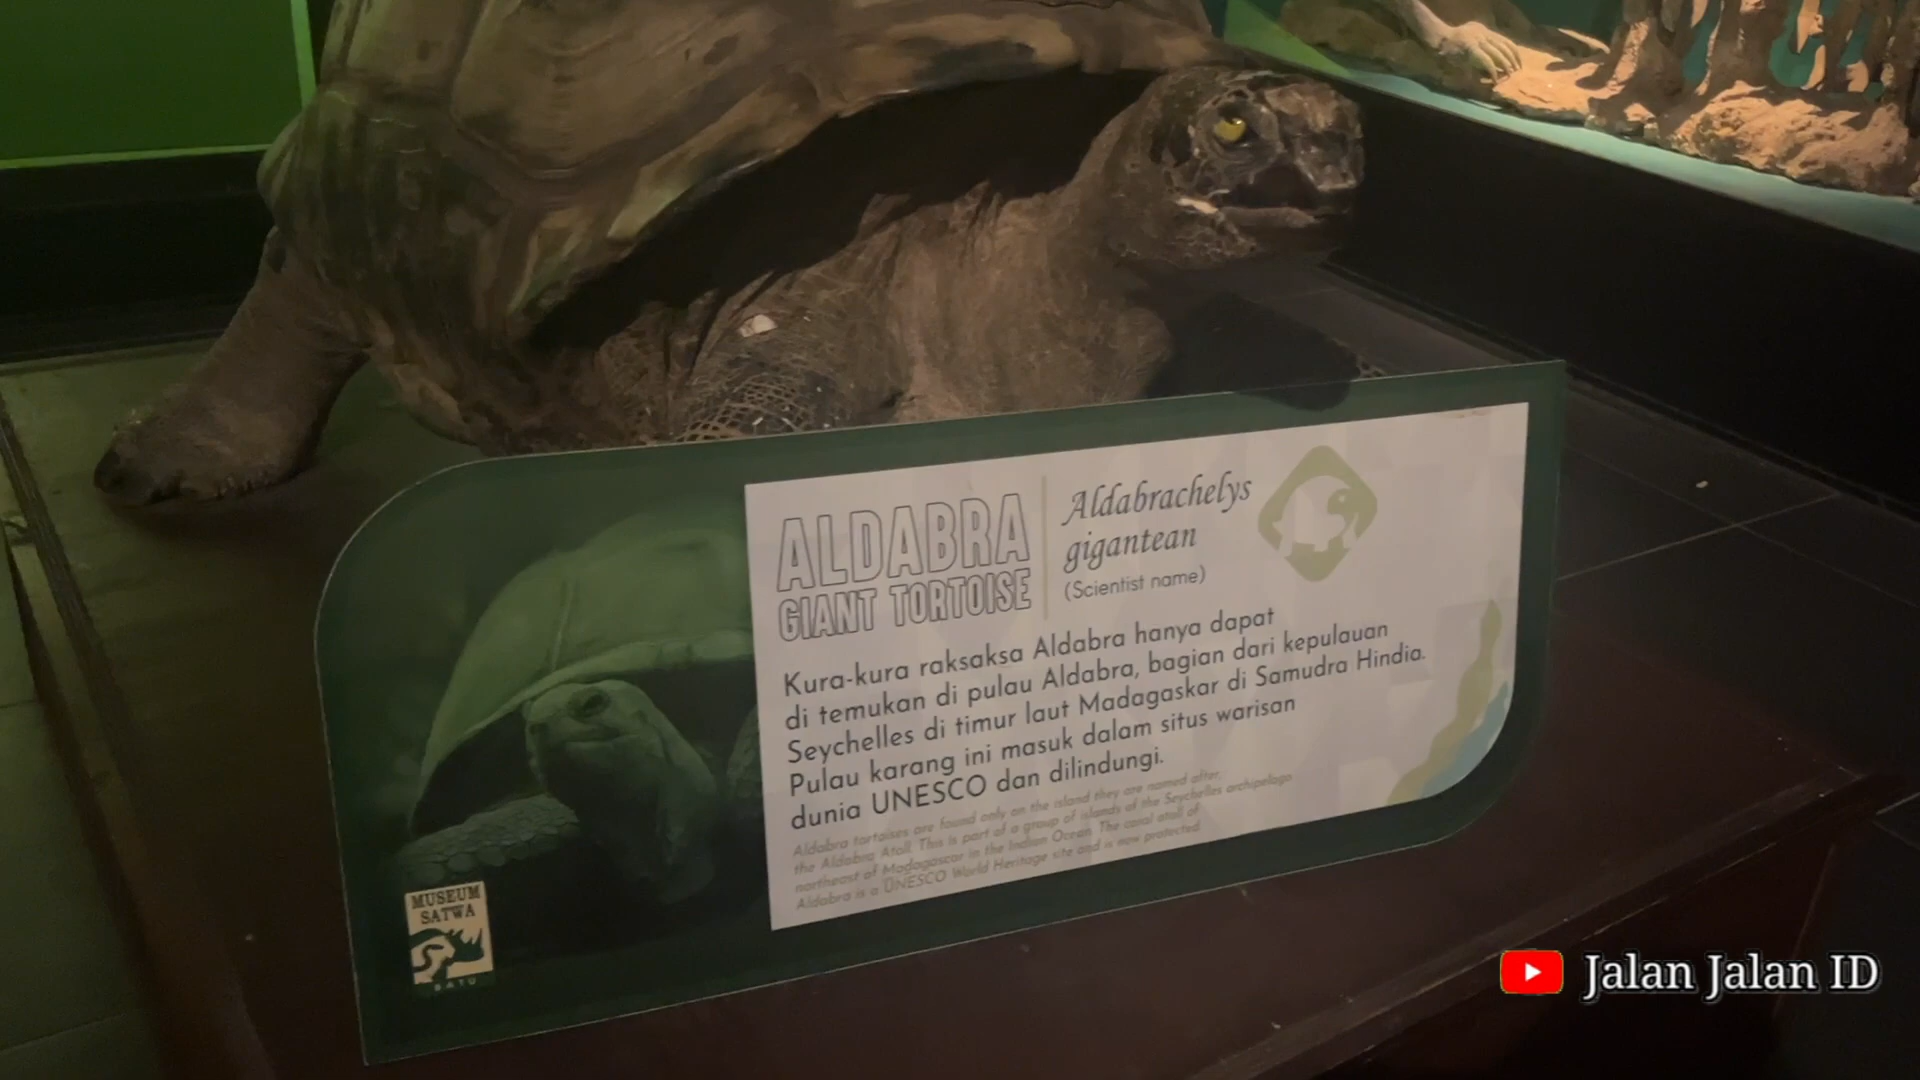 ALDABRA
GIANT TORTOISE
Aldabrachelys
gigantean
(Scientist name)
Kura-kura raksaksa Aldabra hanya dapat
di temukan di pulau Aldabra, bagian dari kepulauan
Seychelles di timur laut Madagaskar di Samudra Hindia.
Pulau karang ini masuk dalam situs warisan
dunia UNESCO dan dilindungi.
Aldabra tortoises are found only on the island they are named after,
the Aldabra Atoll. This is part of a group of islands of the Seychelles archipelago
northeast of Madagascar in the Indian Ocean. The coral atoll of
Aldabra is a UNESCO World Heritage site and is now protected
MUSEUM
SATWA
BATU
Jalan Jalan ID